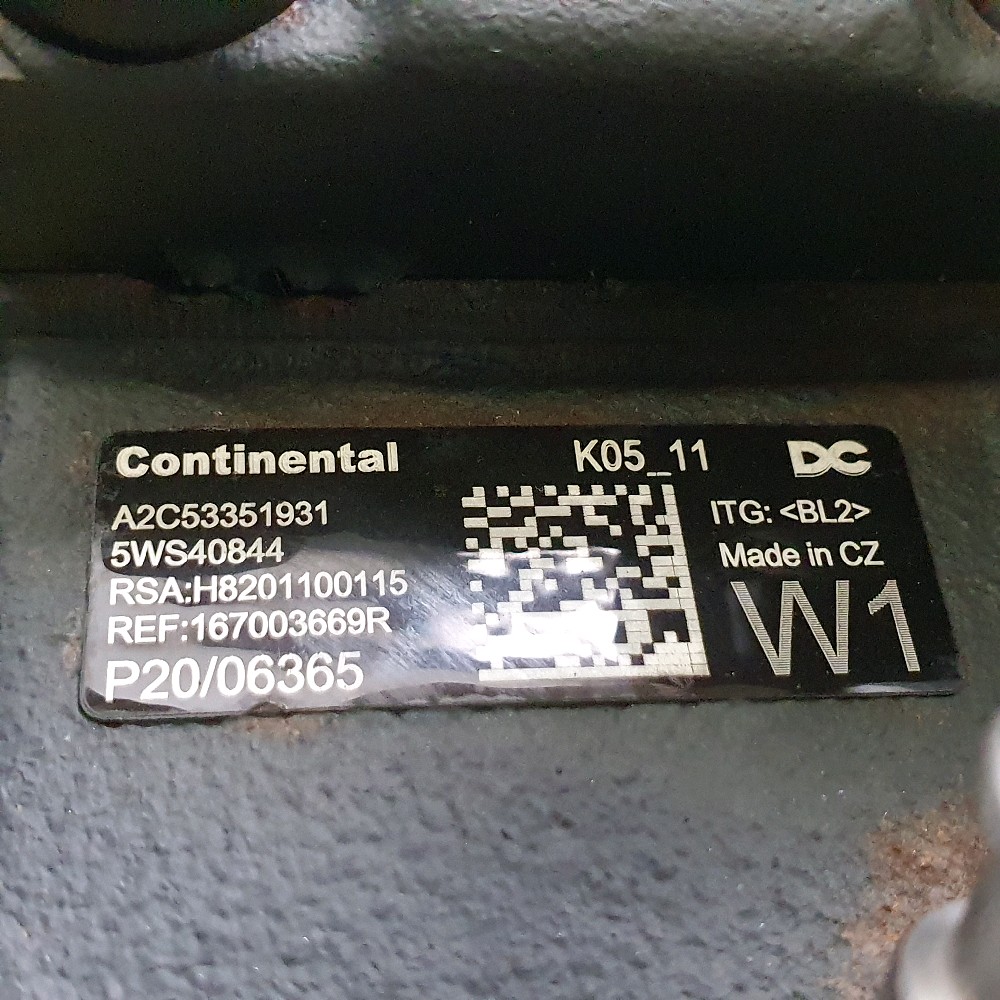 Continental K05_11 DC
A2C53351931
5WS40844
RSA:H8201100115
REF:167003669R
P20/06365
ITG: <BL2>
Made in CZ
W1